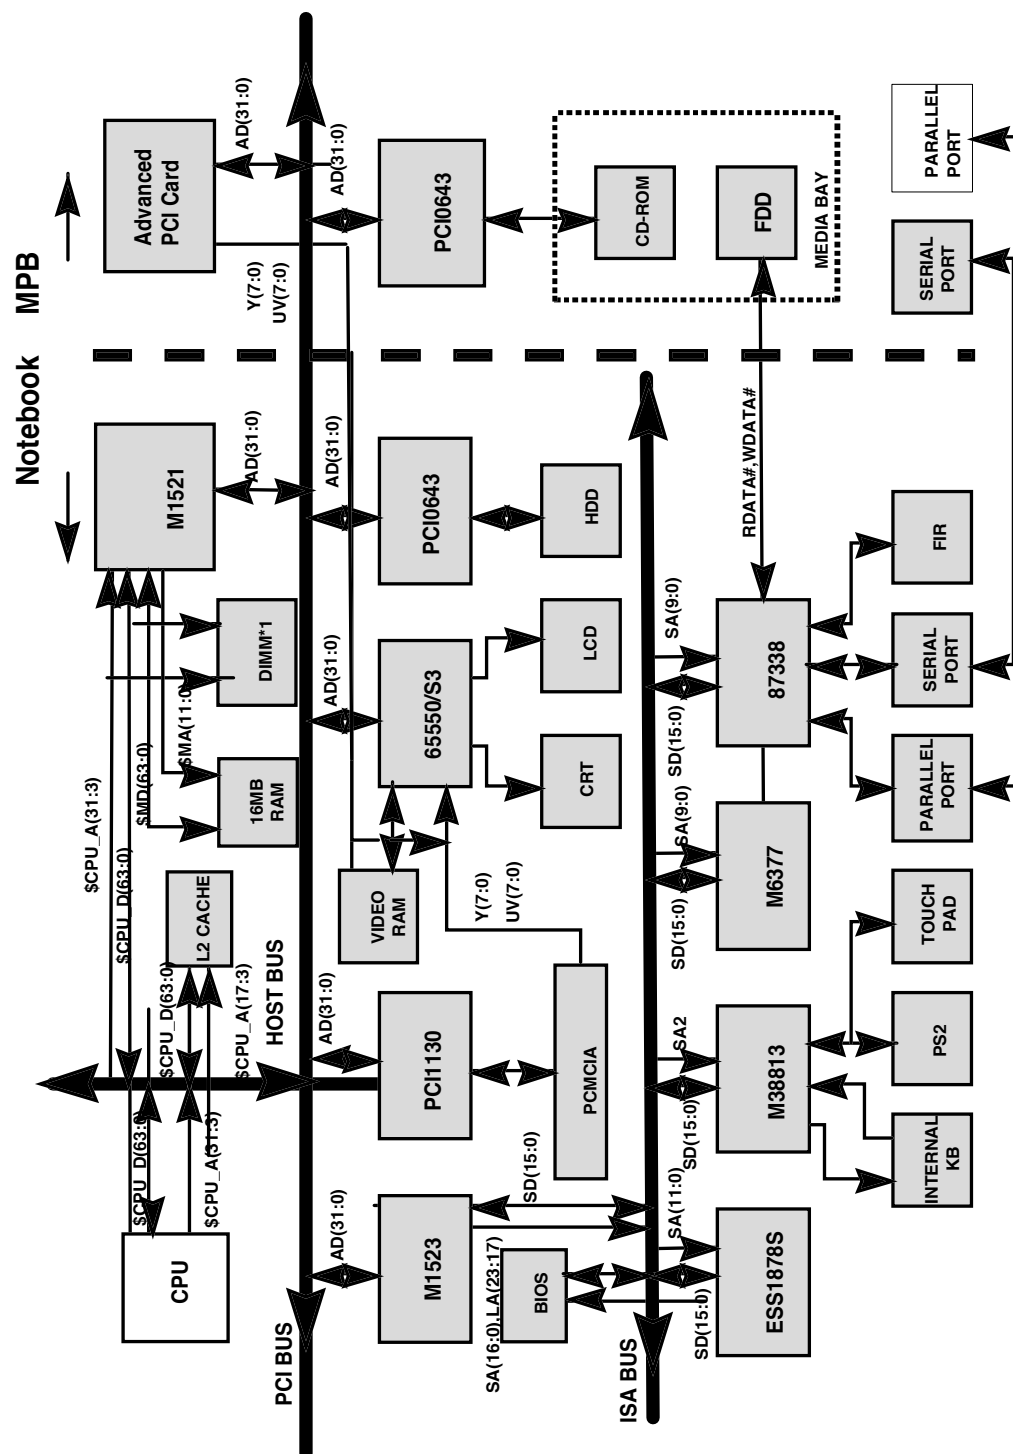 Notebook
MPB
CPU
$CPU_D(63:0)
$CPU_A(31:3)
$CPU_D(63:0)
$CPU_A(17:3)
L2 CACHE
$CPU_A(31:3)
$CPU_D(63:0)
$MD(63:0)
$MA(11:0)
16MB
RAM
DIMM*1
M1521
AD(31:0)
Advanced
PCI Card
AD(31:0)
HOST BUS
PCI BUS
Y(7:0)
UV(7:0)
AD(31:0)
AD(31:0)
AD(31:0)
AD(31:0)
AD(31:0)
M1523
PCI1130
VIDEO
RAM
65550/S3
PCI0643
PCI0643
SA(16:0),LA(23:17)
SD(15:0)
BIOS
PCMCIA
Y(7:0)
UV(7:0)
CRT
LCD
HDD
CD-ROM
FDD
MEDIA BAY
ISA BUS
SD(15:0)
SA(11:0)
SD(15:0)
SA2
SD(15:0)
SA(9:0)
SD(15:0)
SA(9:0)
RDATA#,WDATA#
ESS1878S
M38813
M6377
87338
INTERNAL
KB
PS2
TOUCH
PAD
PARALLEL
PORT
SERIAL
PORT
FIR
SERIAL
PORT
PARALLEL
PORT